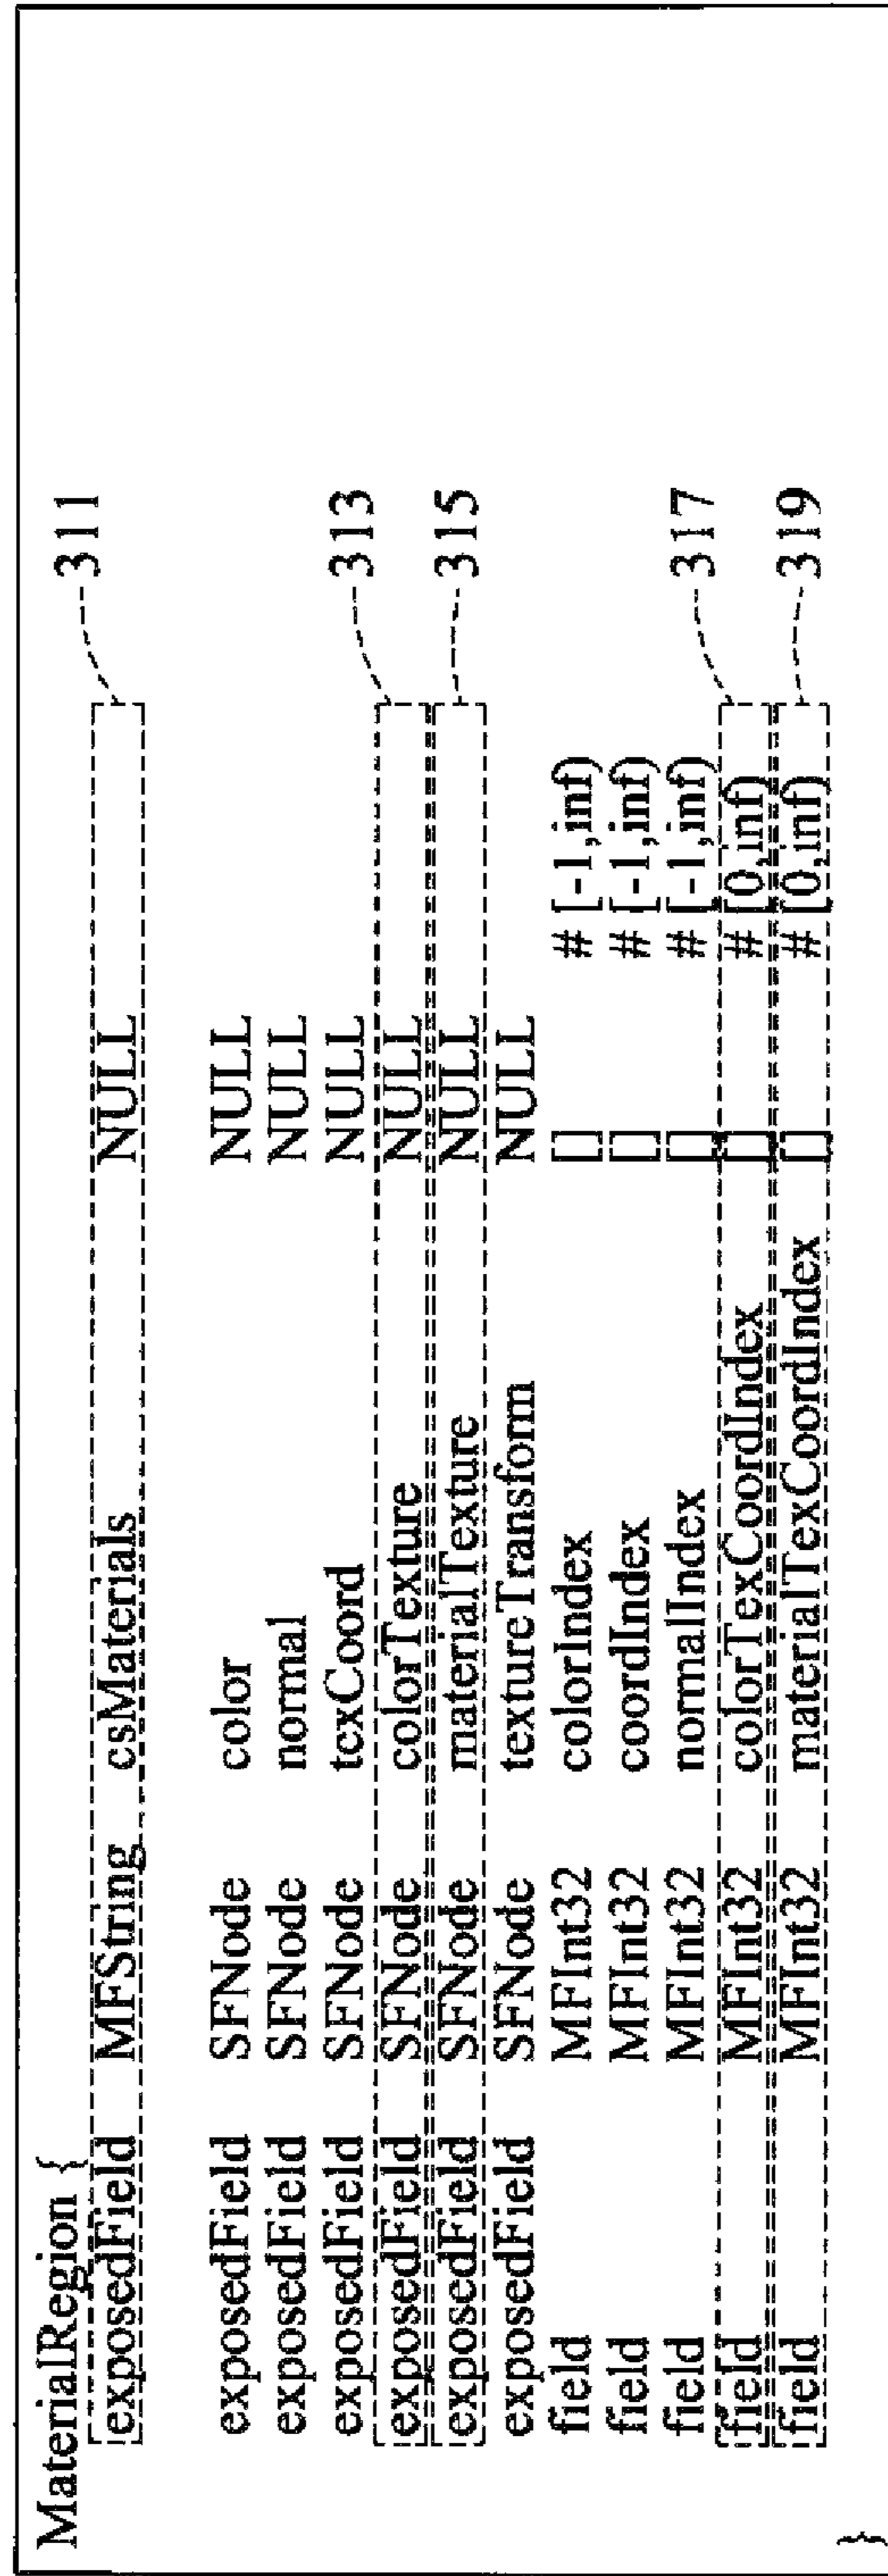 MaterialRegion {
exposedField MFString csMaterials NULL 311
exposedField SFNode color NULL
exposedField SFNode normal NULL
exposedField SFNode tcxCoord NULL 313
exposedField SFNode colorTexture NULL
exposedField SFNode materialTexture NULL 315
exposedField SFNode textureTransform NULL
field MFInt32 colorIndex [] # [-1,inf)
field MFInt32 coordIndex [] # [-1,inf)
field MFInt32 normalIndex [] # [-1,inf) 317
field MFInt32 colorTexCoordIndex [] # [0,inf)
field MFInt32 materialTexCoordIndex [] # [0,inf) 319
}